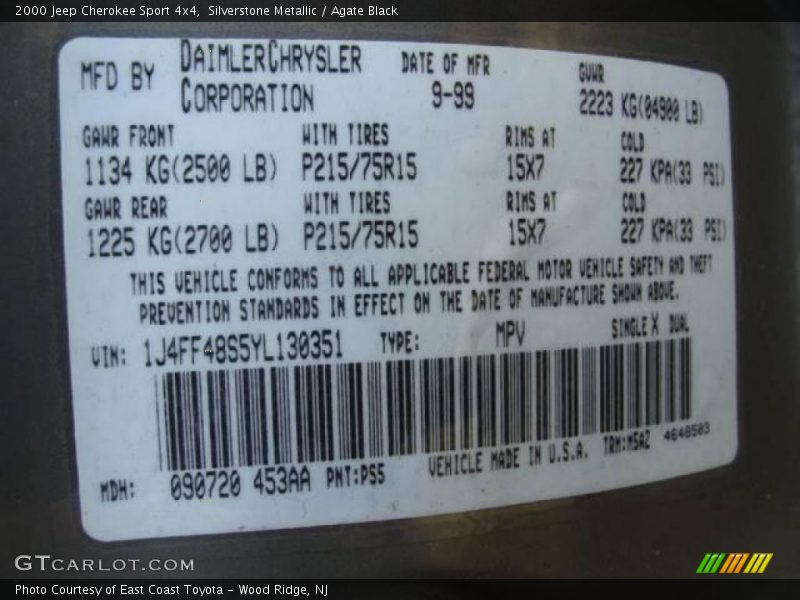 2000 Jeep Cherokee Sport 4x4,  Silverstone Metallic / Agate Black
MFD BY DAIMLERCHRYSLER CORPORATION DATE OF MFR 9-99 GVWR 2223 KG(04900 LB)
GAWR FRONT WITH TIRES RIMS AT COLD
1134 KG(2500 LB) P215/75R15 15X7 227 KPA(33 PSI)
GAWR REAR WITH TIRES RIMS AT COLD
1225 KG(2700 LB) P215/75R15 15X7 227 KPA(33 PSI)
THIS VEHICLE CONFORMS TO ALL APPLICABLE FEDERAL MOTOR VEHICLE SAFETY AND THEFT
PREVENTION STANDARDS IN EFFECT ON THE DATE OF MANUFACTURE SHOWN ABOVE.
VIN: 1J4FF48S5YL130351 TYPE: MPV SINGLE X DUAL
MDH: 090720 453AA PNT:PS5 VEHICLE MADE IN U.S.A. TRM:M5AZ 4648503
GTCARLOT.COM
Photo Courtesy of East Coast Toyota – Wood Ridge, NJ